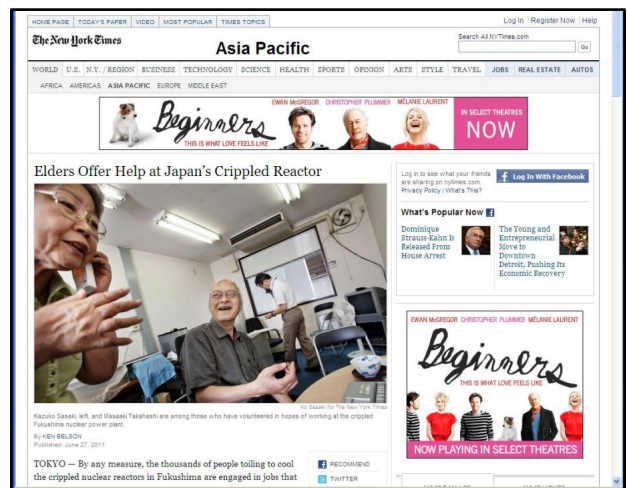 HOME PAGE TODAY'S PAPER VIDEO MOST POPULAR TIMES TOPICS
Log In Register Now Help
The New York Times
Asia Pacific
Search All NYTimes.com
Go
WORLD U.S. N.Y. / REGION BUSINESS TECHNOLOGY SCIENCE HEALTH SPORTS OPINION ARTS STYLE TRAVEL JOBS REAL ESTATE AUTOS
AFRICA AMERICAS ASIA PACIFIC EUROPE MIDDLE EAST
EWAN McGREGOR CHRISTOPHER PLUMMER MÉLANIE LAURENT
Beginners
THIS IS WHAT LOVE FEELS LIKE
IN SELECT THEATRES
NOW
Elders Offer Help at Japan's Crippled Reactor
Ko Sasaki for The New York Times
Kazuko Sasaki, left, and Masaaki Takahashi are among those who have volunteered in hopes of working at the crippled
Fukushima nuclear power plant.
By KEN BELSON
Published: June 27, 2011
TOKYO — By any measure, the thousands of people toiling to cool
the crippled nuclear reactors in Fukushima are engaged in jobs that
RECOMMEND
TWITTER
Log in to see what your friends
are sharing on nytimes.com.
Privacy Policy | What's This?
f Log In With Facebook
What's Popular Now f
Dominique
Strauss-Kahn Is
Released From
House Arrest
The Young and
Entrepreneurial
Move to
Downtown
Detroit, Pushing Its
Economic Recovery
EWAN McGREGOR CHRISTOPHER PLUMMER MÉLANIE LAURENT
Beginners
THIS IS WHAT LOVE FEELS LIKE
NOW PLAYING IN SELECT THEATRES